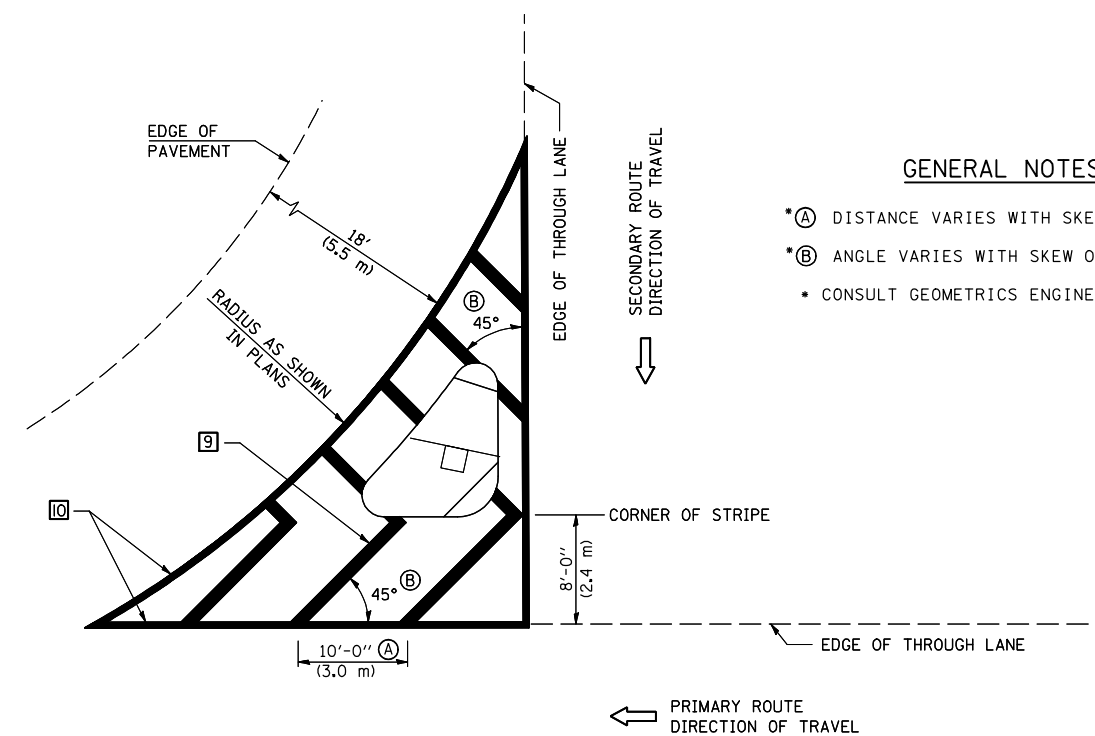 EDGE OF
PAVEMENT
18'
(5.5 m)
RADIUS AS SHOWN
IN PLANS
EDGE OF THROUGH LANE
SECONDARY ROUTE
DIRECTION OF TRAVEL
GENERAL NOTES
*Ⓐ DISTANCE VARIES WITH SKE
*Ⓑ ANGLE VARIES WITH SKEW O
* CONSULT GEOMETRICS ENGINE
Ⓑ
45°
9
10
CORNER OF STRIPE
8'-0"
(2.4 m)
45° Ⓑ
10'-0" Ⓐ
(3.0 m)
EDGE OF THROUGH LANE
PRIMARY ROUTE
DIRECTION OF TRAVEL